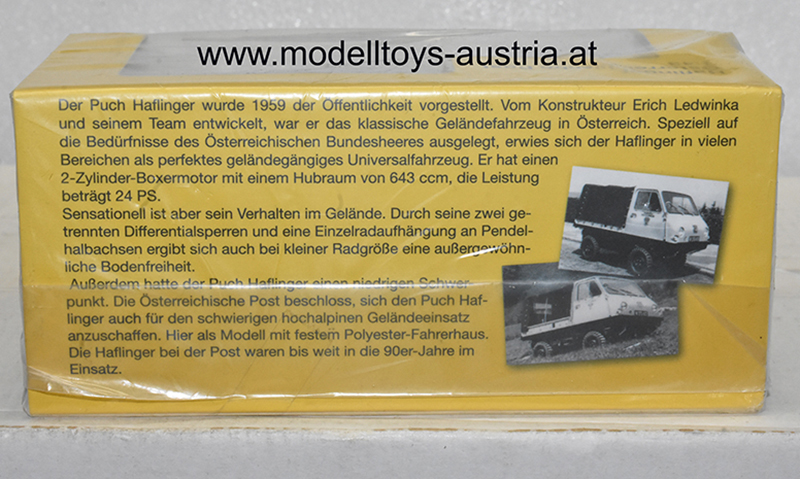 www.modelltoys-austria.at
Der Puch Haflinger wurde 1959 der Öffentlichkeit vorgestellt. Vom Konstrukteur Erich Ledwinka
und seinem Team entwickelt, war er das klassische Geländefahrzeug in Österreich. Speziell auf
die Bedürfnisse des Österreichischen Bundesheeres ausgelegt, erwies sich der Haflinger in vielen
Bereichen als perfektes geländegängiges Universalfahrzeug. Er hat einen
2-Zylinder-Boxermotor mit einem Hubraum von 643 ccm, die Leistung
beträgt 24 PS.
Sensationell ist aber sein Verhalten im Gelände. Durch seine zwei ge-
trennten Differentialsperren und eine Einzelradaufhängung an Pendel-
halbachsen ergibt sich auch bei kleiner Radgröße eine außergewöhn-
liche Bodenfreiheit.
Außerdem hatte der Puch Haflinger einen niedrigen Schwer-
punkt. Die Österreichische Post beschloss, sich den Puch Haf-
linger auch für den schwierigen hochalpinen Geländeeinsatz
anzuschaffen. Hier als Modell mit festem Polyester-Fahrerhaus.
Die Haflinger bei der Post waren bis weit in die 90er-Jahre im
Einsatz.